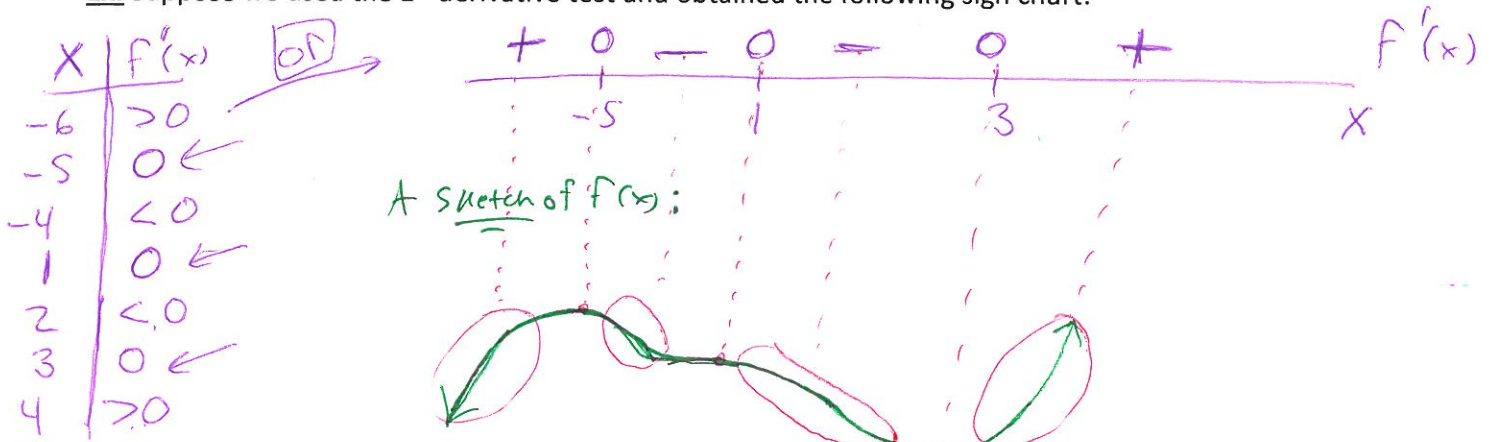 Suppose we used the derivative test and obtained the following sign chart:
x f'(x) or + 0 — 0 — 0 + f'(x)
-6 >0 -5 1 3 x
-5 0 ←
-4 <0 A sketch of f(x):
1 0 ←
2 <0
3 0 ←
4 >0